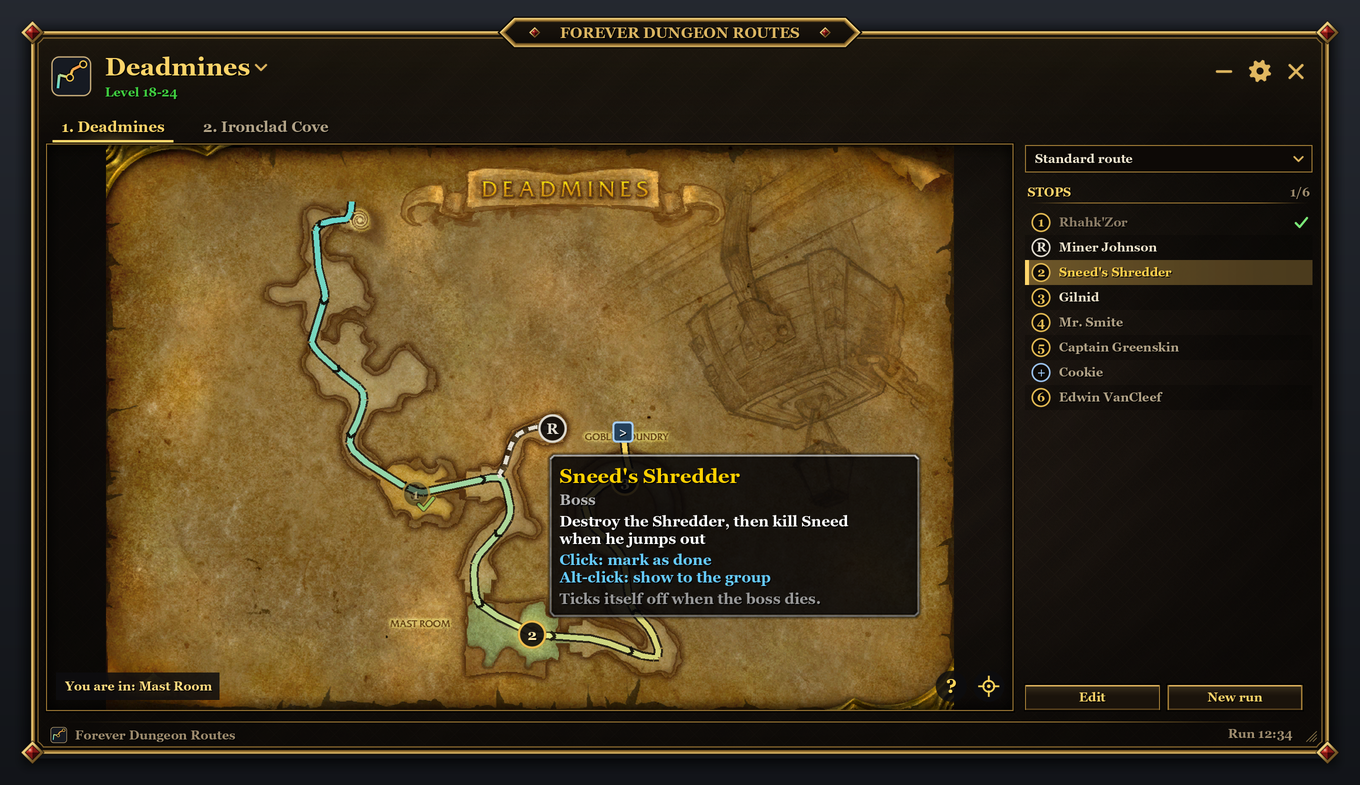 FOREVER DUNGEON ROUTES
Deadmines
Level 18-24
1. Deadmines
2. Ironclad Cove
DEADMINES
R
>
1
MAST ROOM
2
Sneed's Shredder
Boss
Destroy the Shredder, then kill Sneed
when he jumps out
Click: mark as done
Alt-click: show to the group
Ticks itself off when the boss dies.
You are in: Mast Room
?
Standard route
STOPS 1/6
1 Rhahk'Zor
R Miner Johnson
2 Sneed's Shredder
3 Gilnid
4 Mr. Smite
5 Captain Greenskin
+ Cookie
6 Edwin VanCleef
Edit
New run
Forever Dungeon Routes
Run 12:34